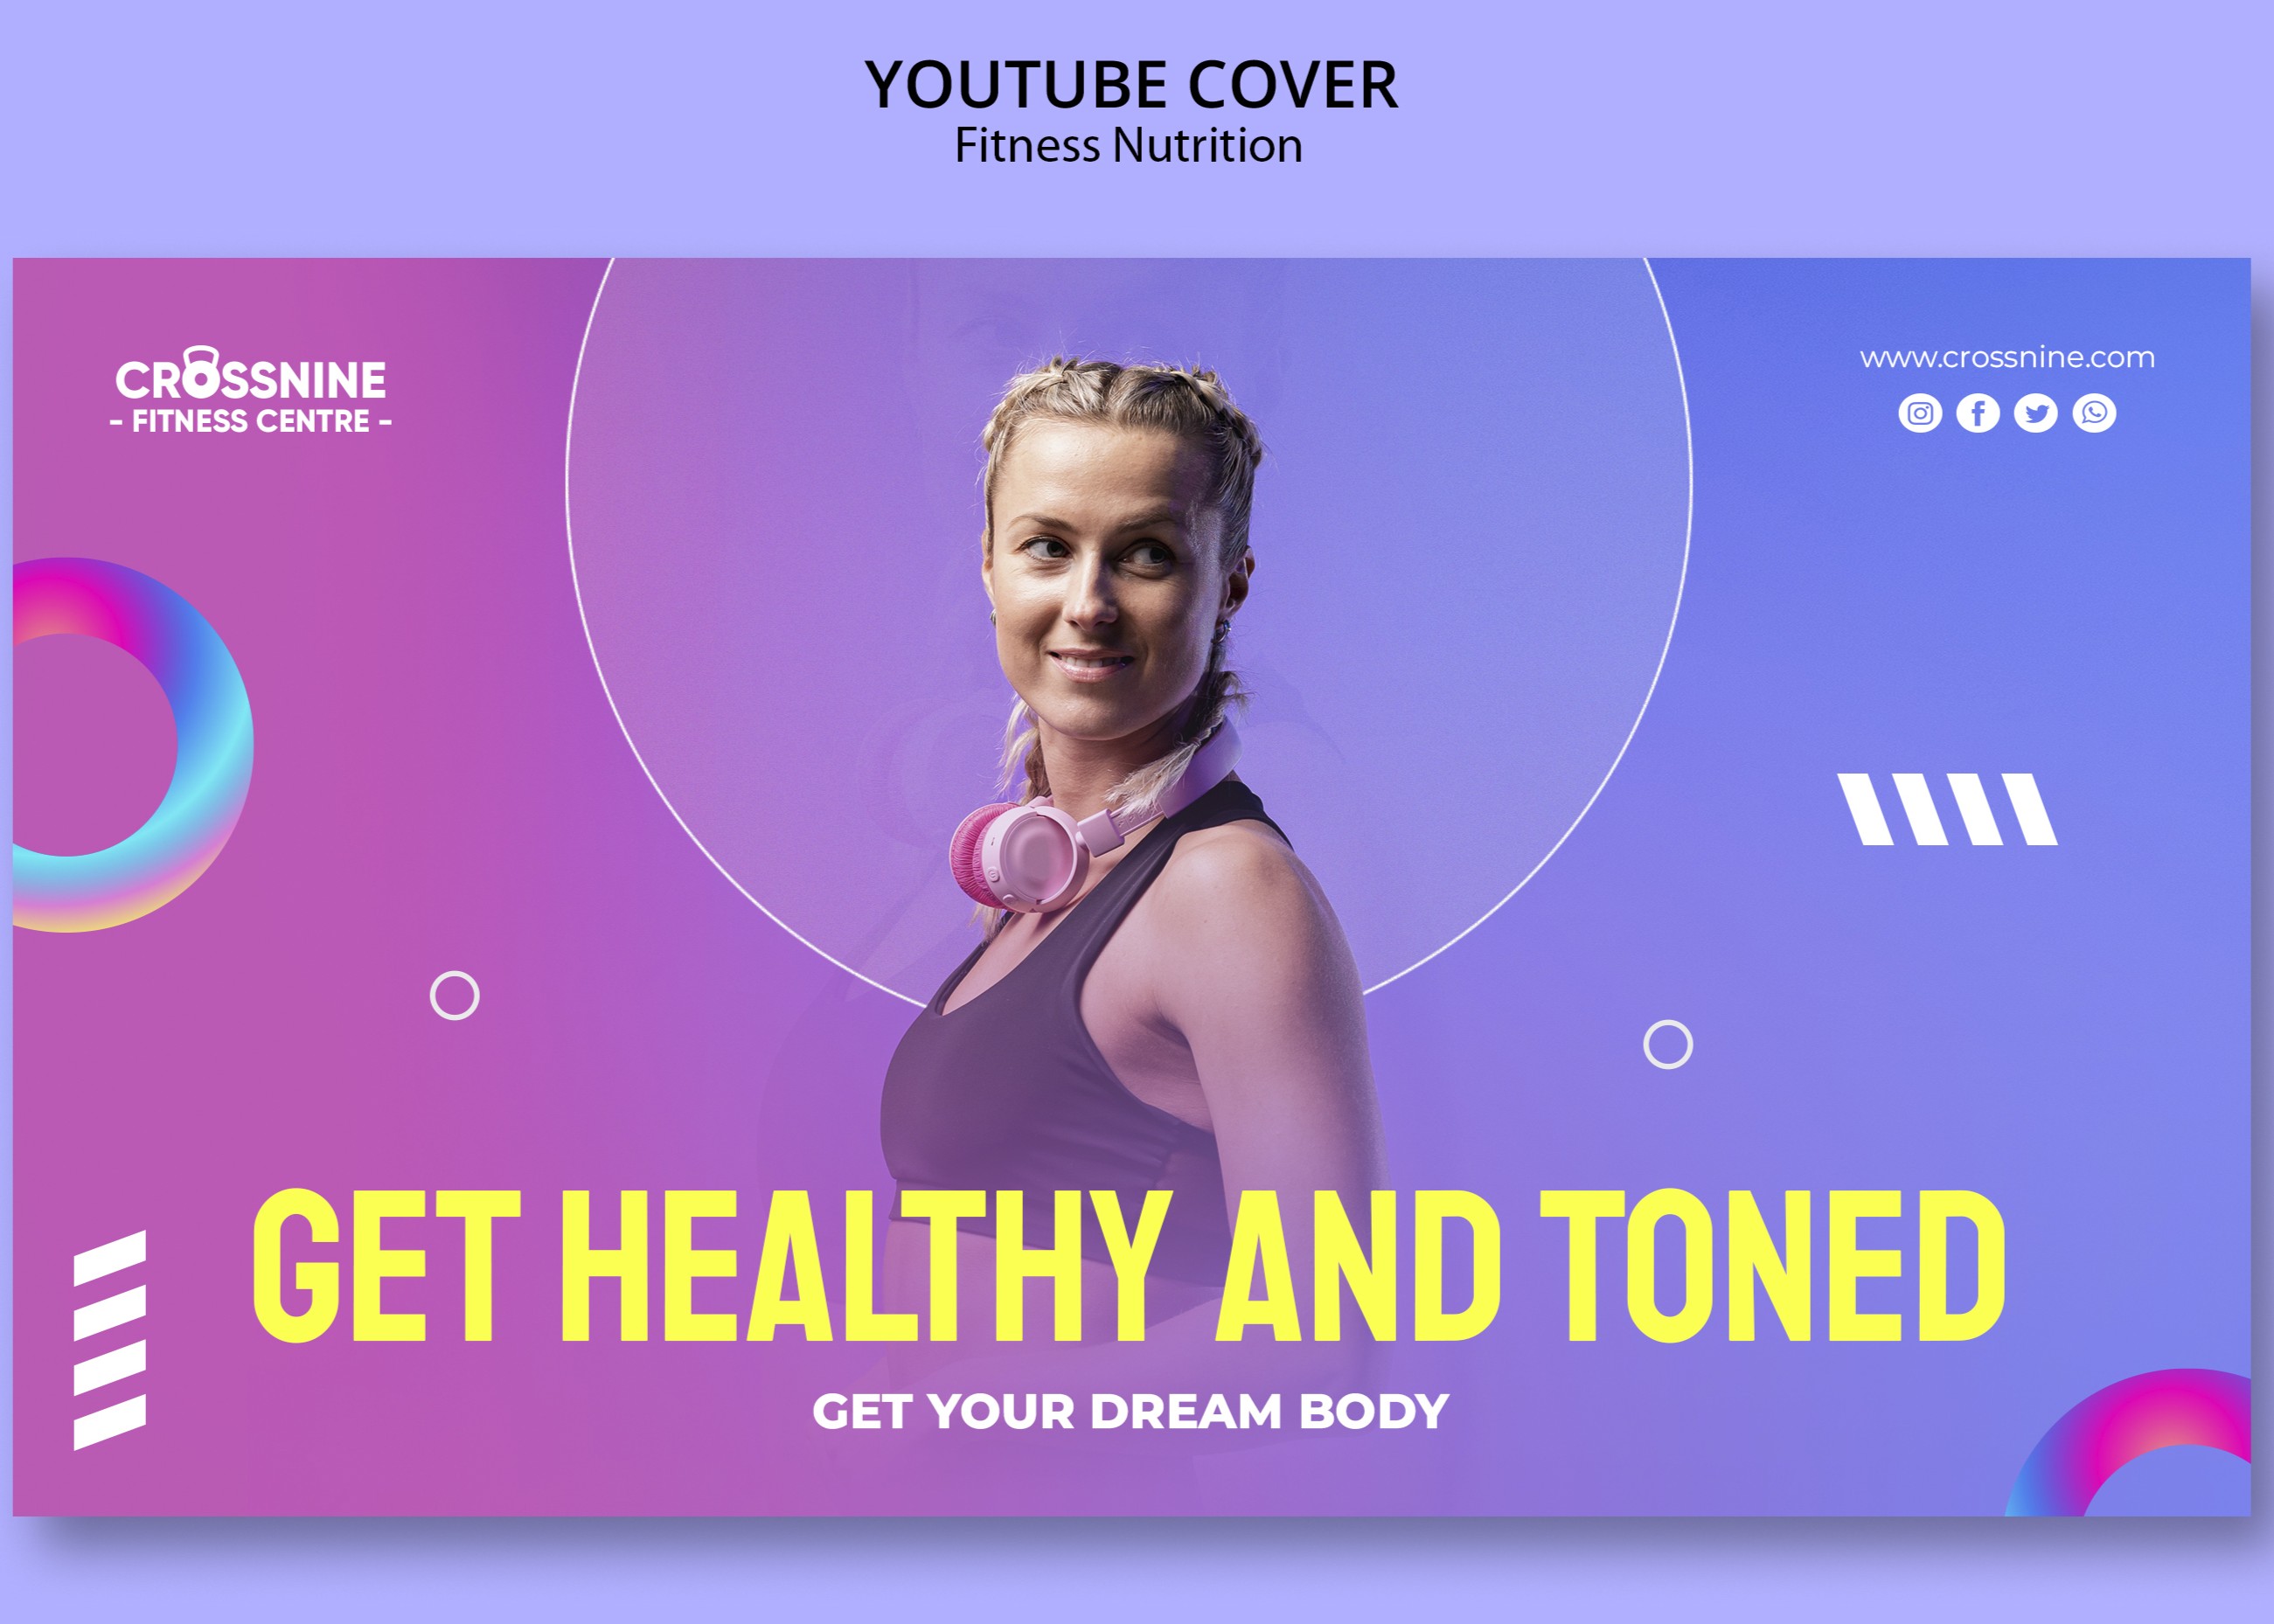 YOUTUBE COVER
Fitness Nutrition
CROSSNINE
- FITNESS CENTRE -
www.crossnine.com
GET HEALTHY AND TONED
GET YOUR DREAM BODY